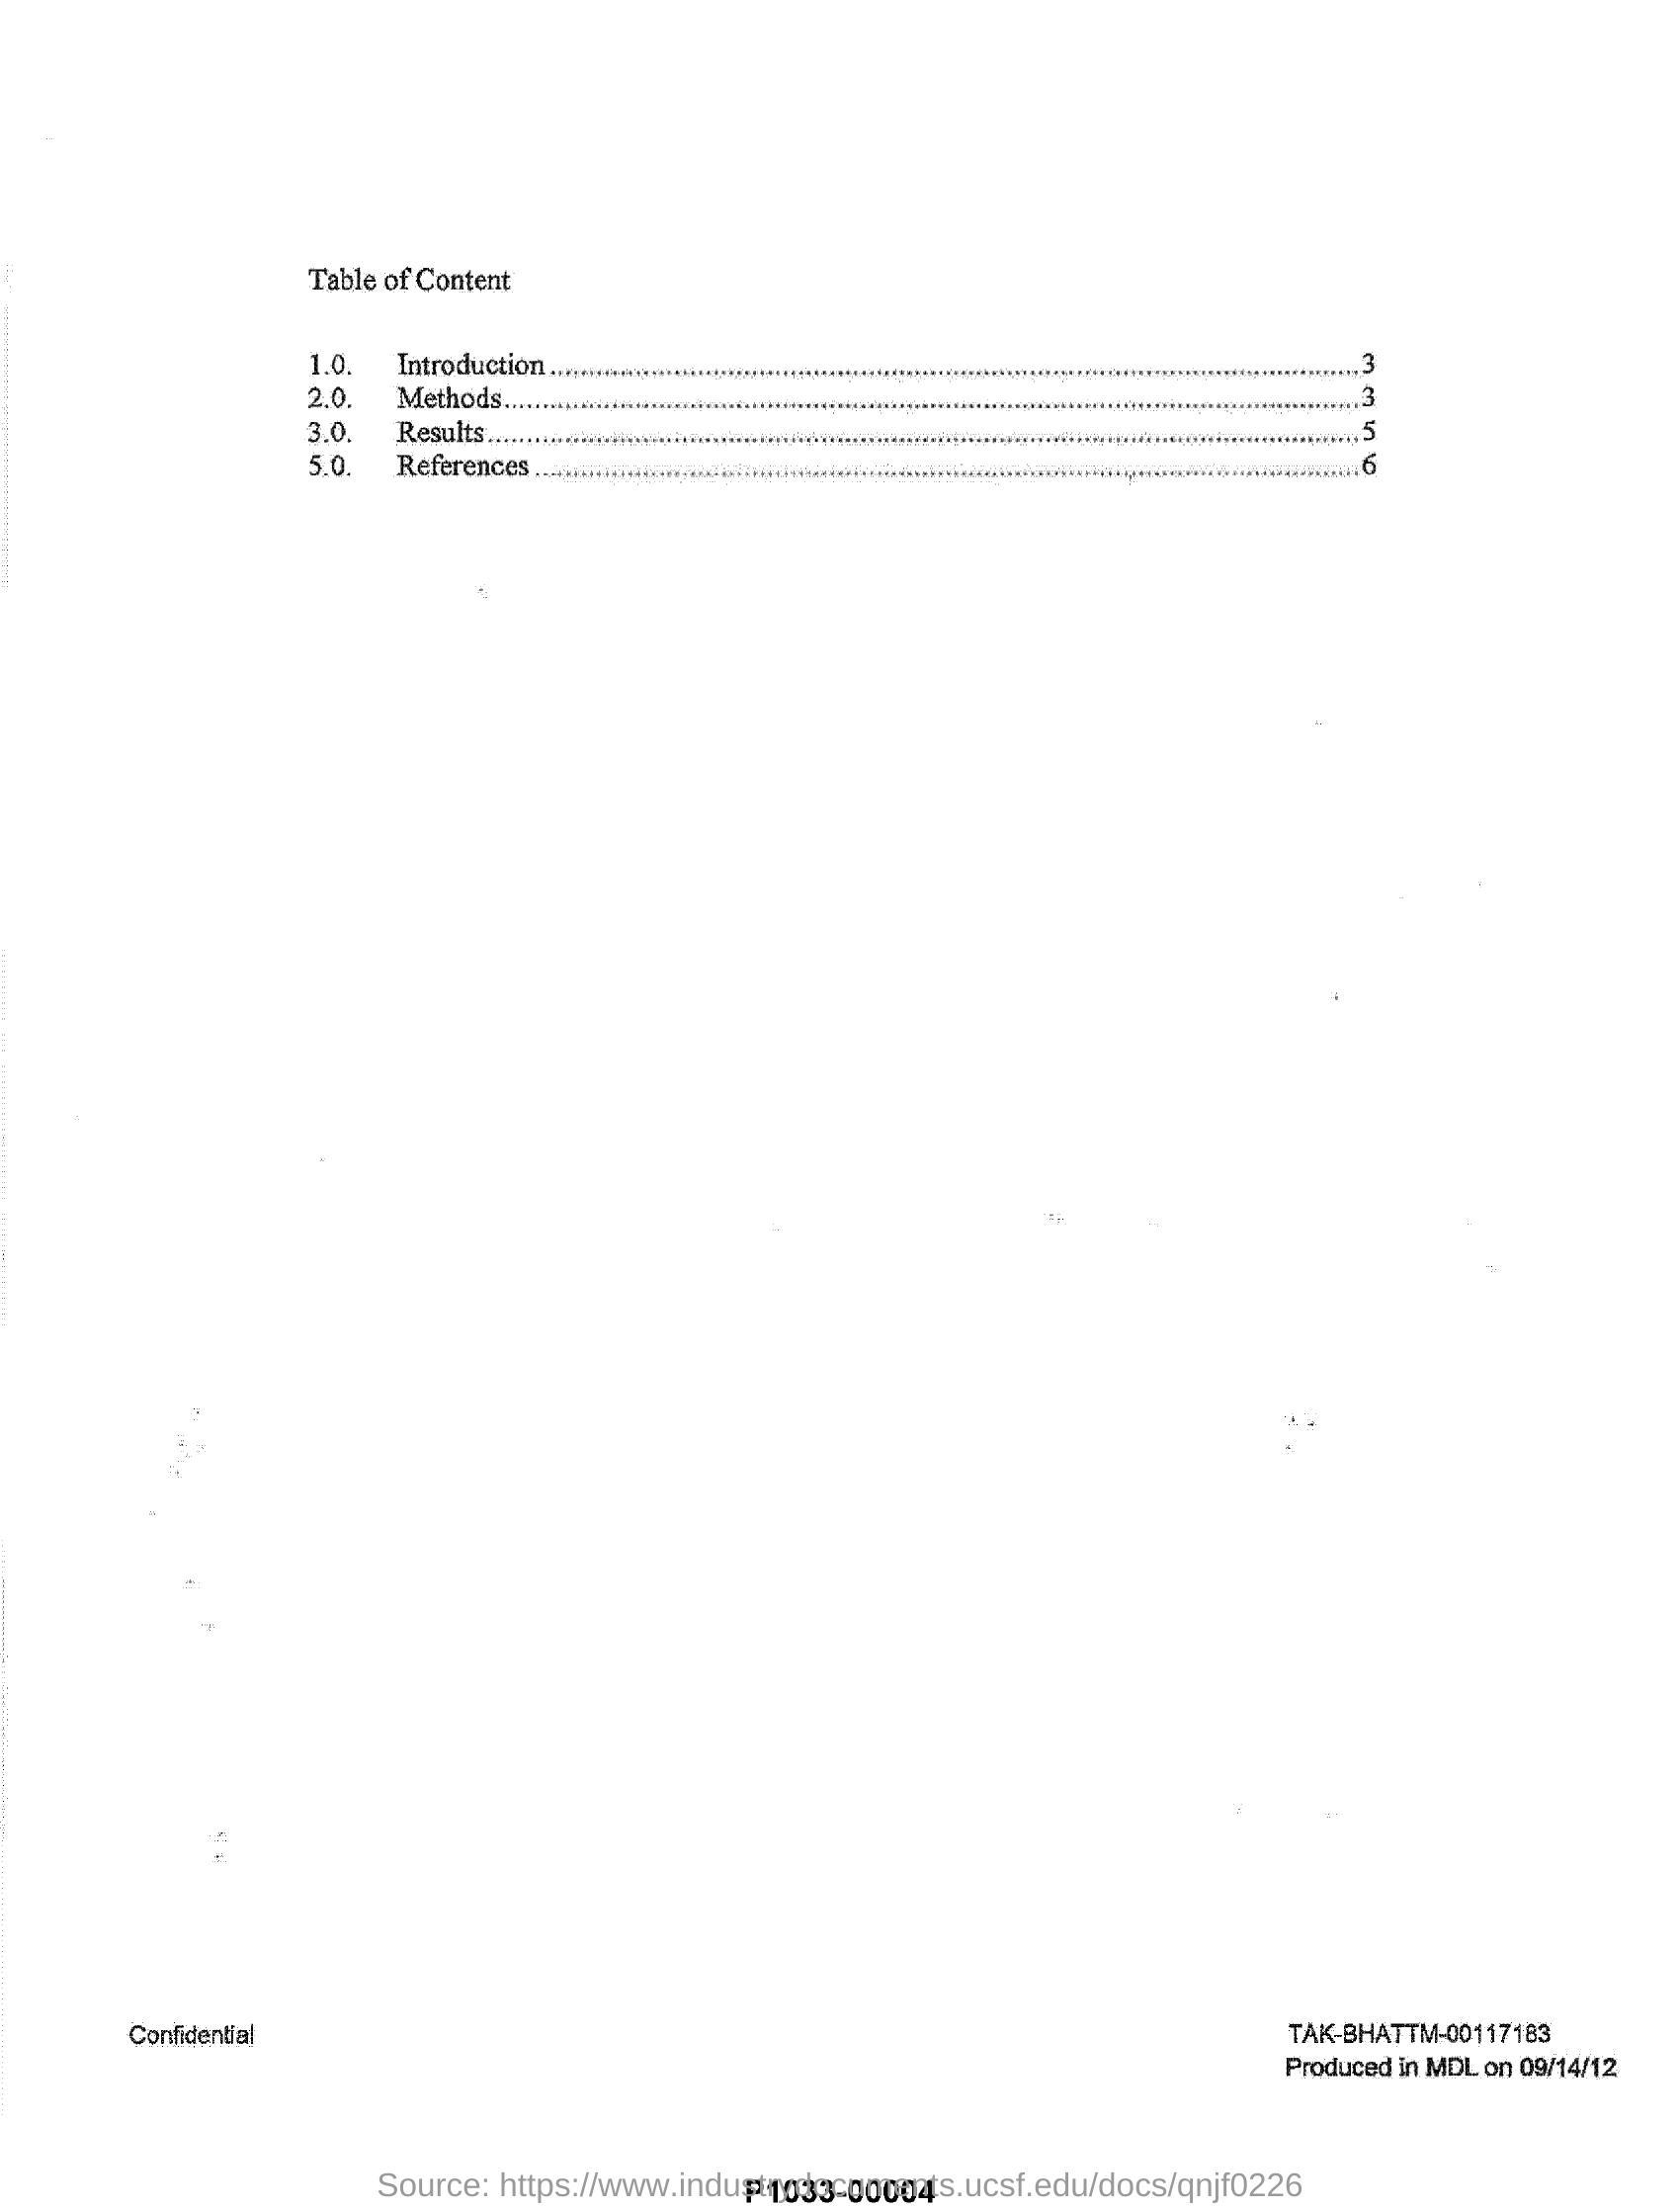 Table of Content
1.0. Introduction 3
2.0. Methods 3
3.0. Results 5
5.0. References 6
Confidential
TAK-BHATTM-00117183
Produced in MDL on 09/14/12
Source: https://www.industrydocuments.ucsf.edu/docs/qnjf0226
P1033-00004